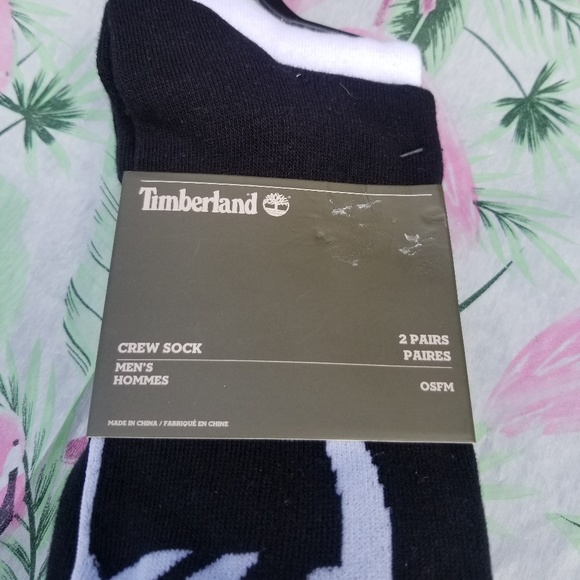 Timberland
CREW SOCK
2 PAIRS
PAIRES
MEN'S
HOMMES
OSFM
MADE IN CHINA / FABRIQUÉ EN CHINE